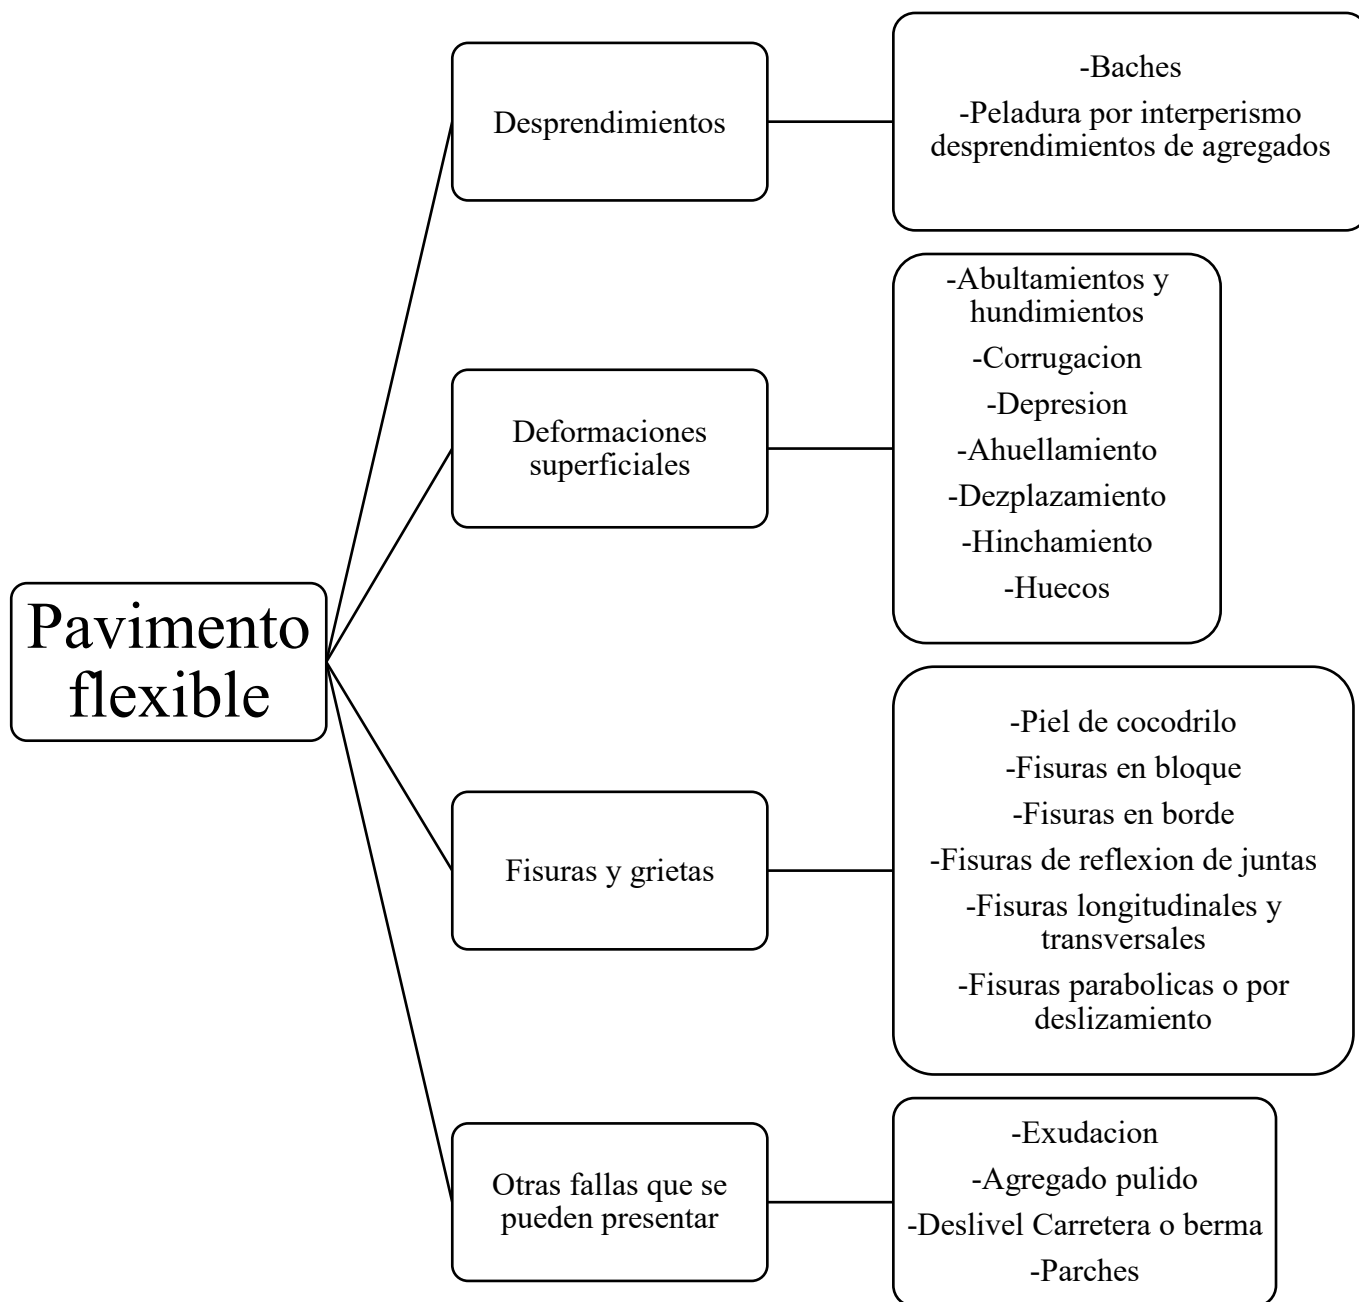 Pavimento
flexible
Desprendimientos
-Baches
-Peladura por interperismo
desprendimientos de agregados
Deformaciones
superficiales
-Abultamientos y
hundimientos
-Corrugacion
-Depresion
-Ahuellamiento
-Dezplazamiento
-Hinchamiento
-Huecos
Fisuras y grietas
-Piel de cocodrilo
-Fisuras en bloque
-Fisuras en borde
-Fisuras de reflexion de juntas
-Fisuras longitudinales y
transversales
-Fisuras parabolicas o por
deslizamiento
Otras fallas que se
pueden presentar
-Exudacion
-Agregado pulido
-Deslivel Carretera o berma
-Parches